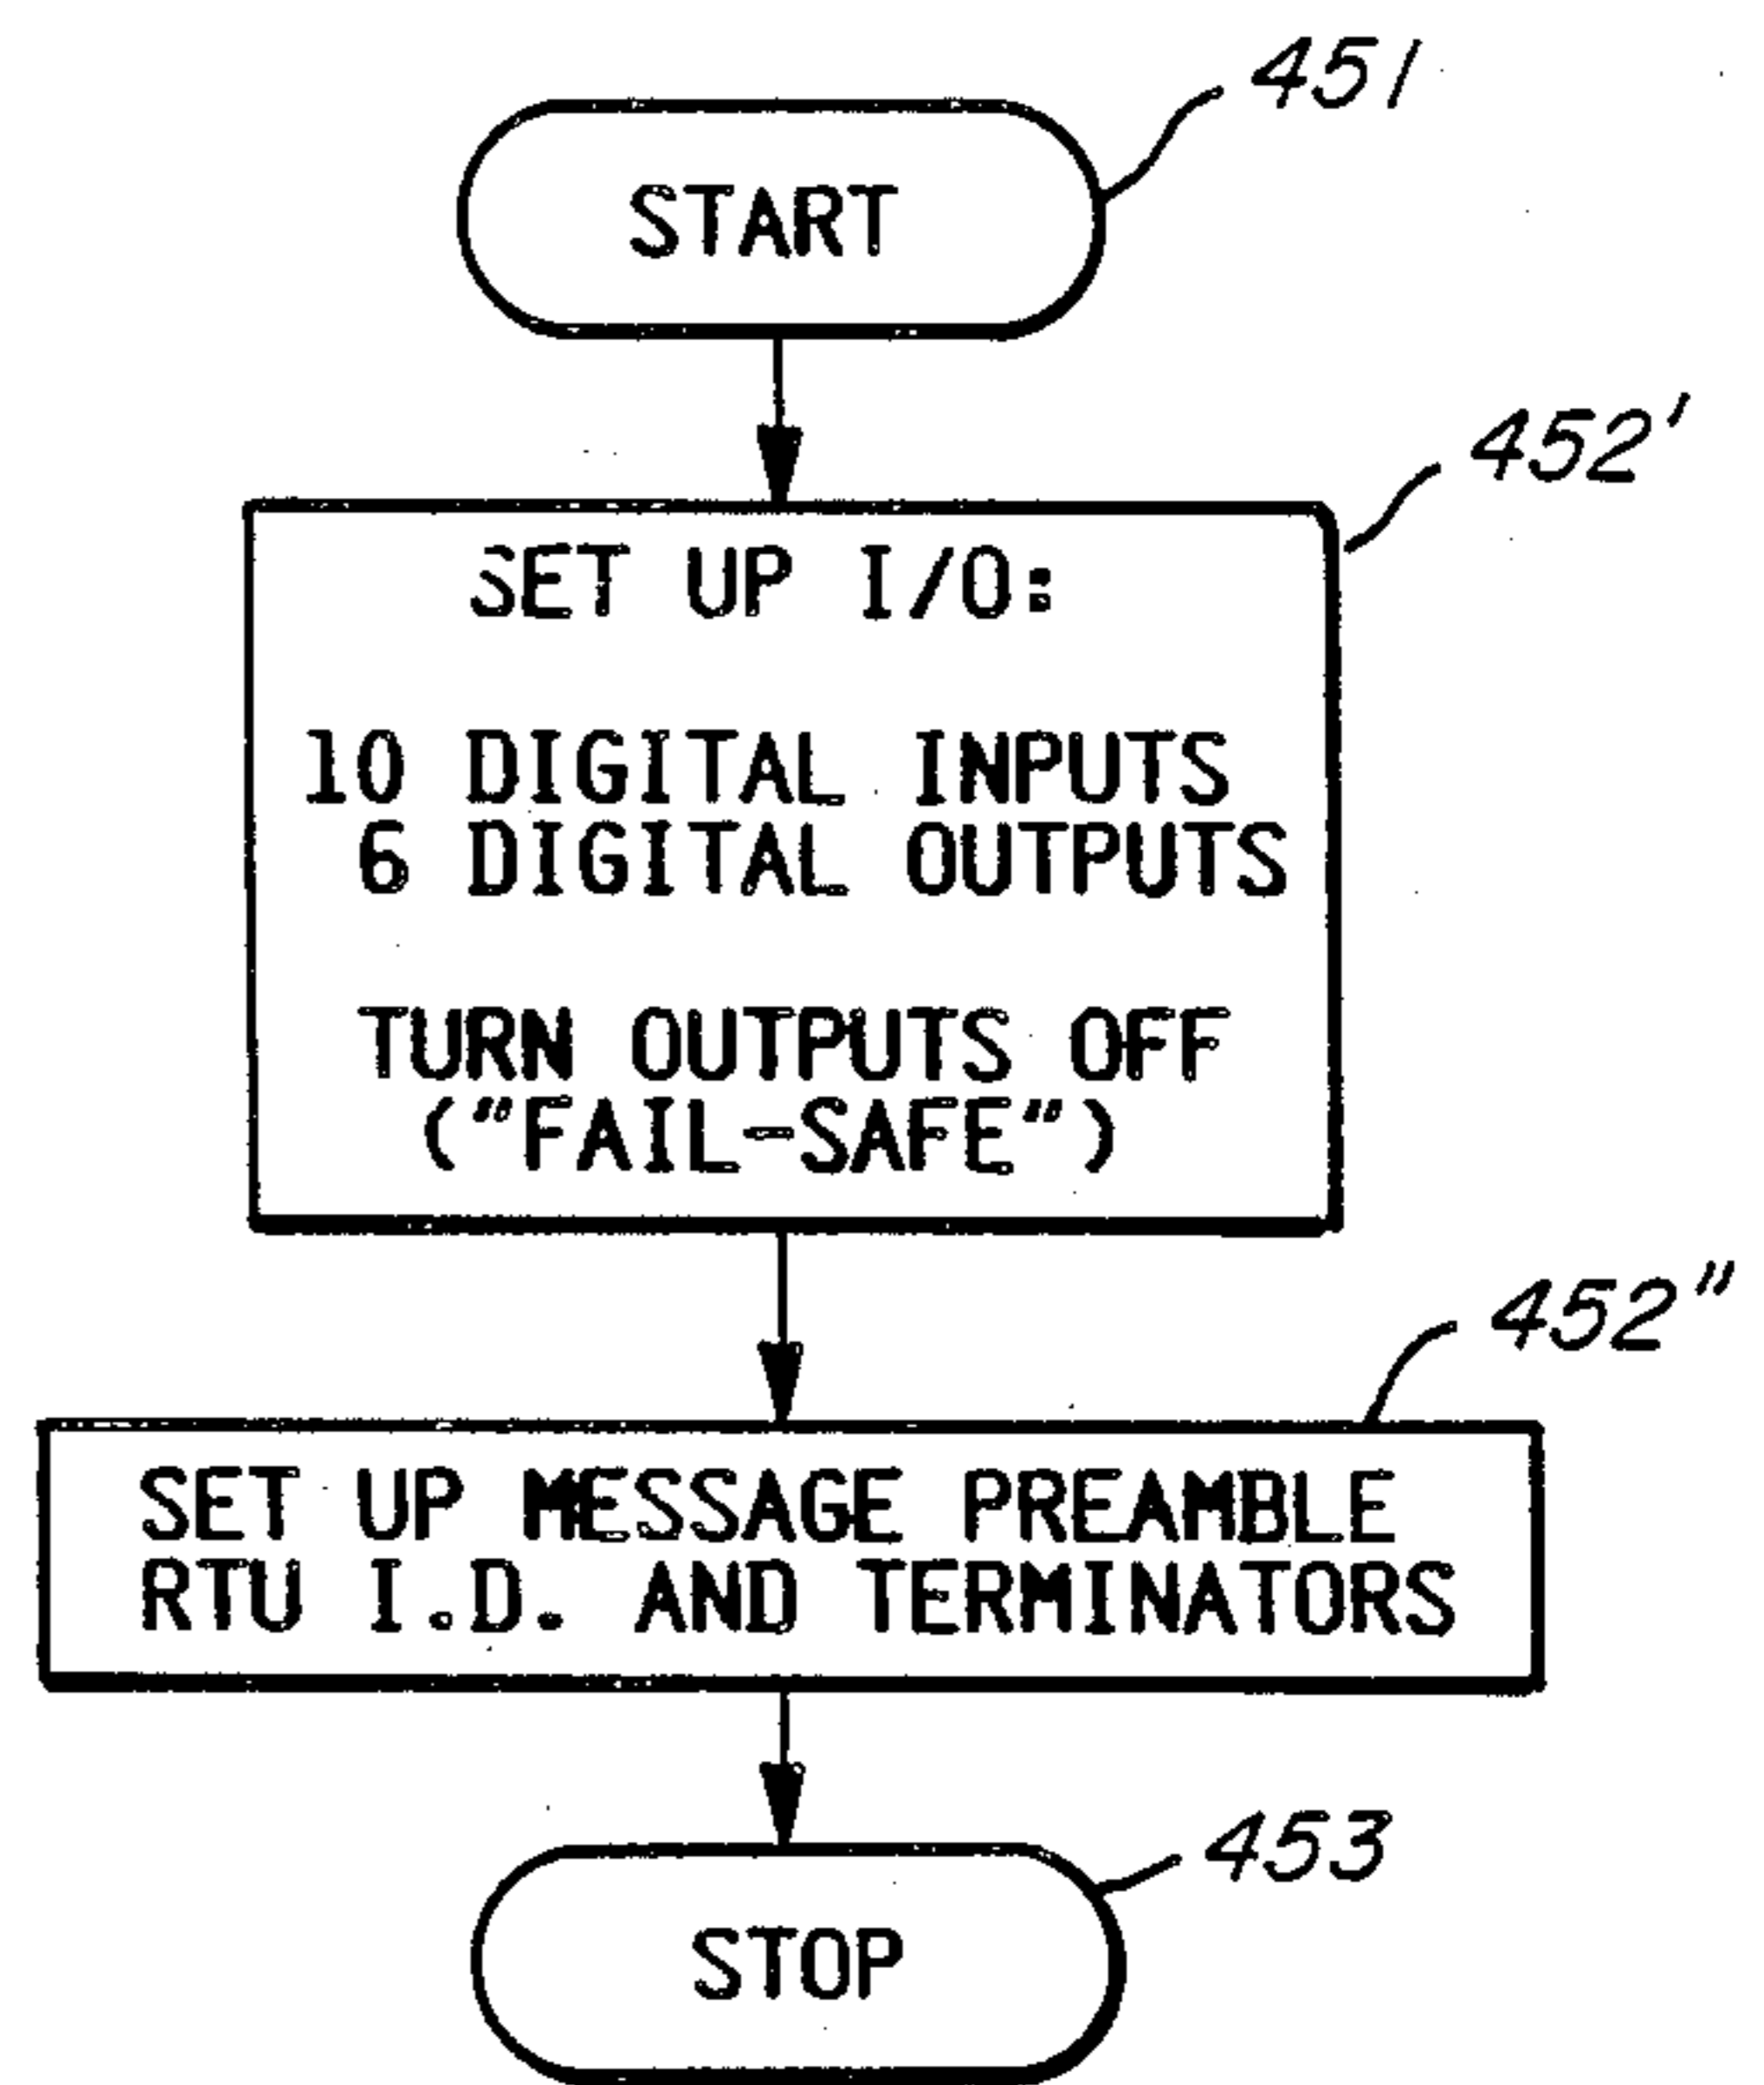 451
START
452'
SET UP I/O:
10 DIGITAL INPUTS
6 DIGITAL OUTPUTS
TURN OUTPUTS OFF
("FAIL-SAFE")
452"
SET UP MESSAGE PREAMBLE
RTU I.D. AND TERMINATORS
453
STOP